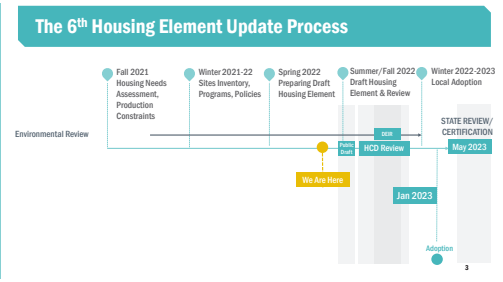 The 6th Housing Element Update Process
Fall 2021
Housing Needs
Assessment,
Production
Constraints
Winter 2021-22
Sites Inventory,
Programs, Policies
Spring 2022
Preparing Draft
Housing Element
Summer/Fall 2022
Draft Housing
Element & Review
Winter 2022-2023
Local Adoption
Environmental Review
DEIR
STATE REVIEW/
CERTIFICATION
Public
Draft
HCD Review
May 2023
We Are Here
Jan 2023
Adoption
3